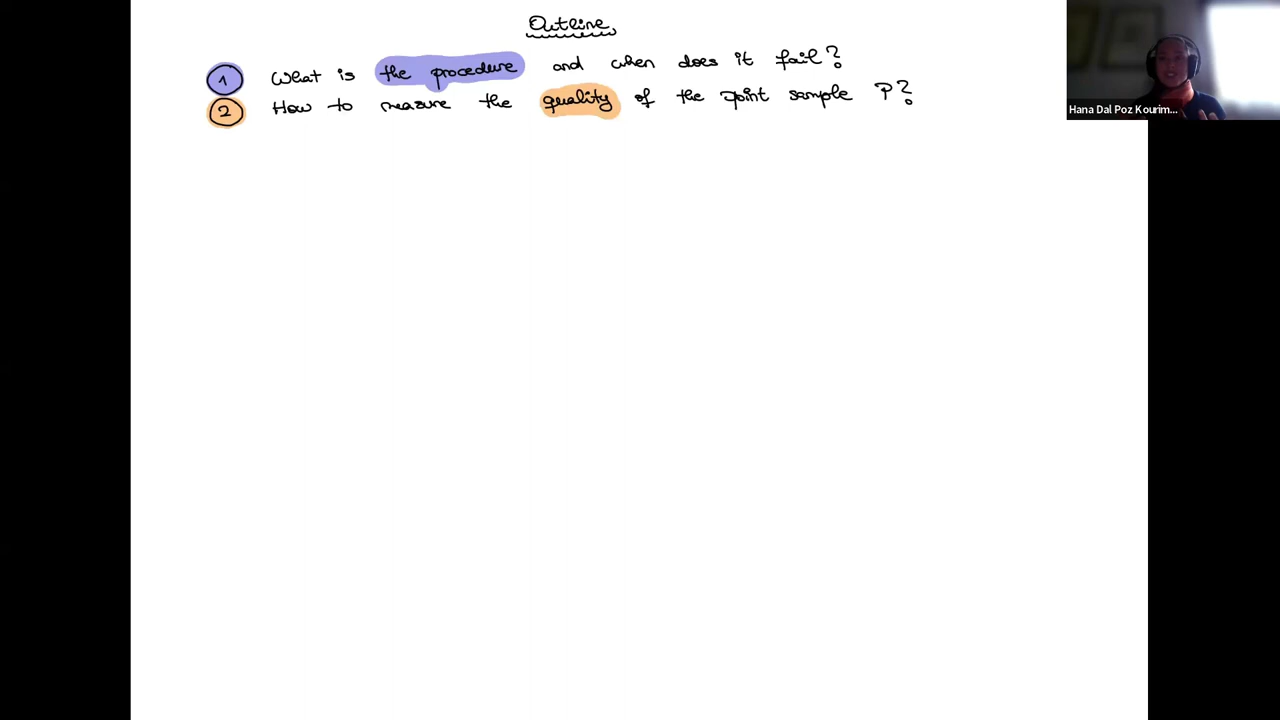 Outline
1 What is the procedure and when does it fail?
2 How to measure the quality of the point sample P?
Hana Dal Poz Kourim...